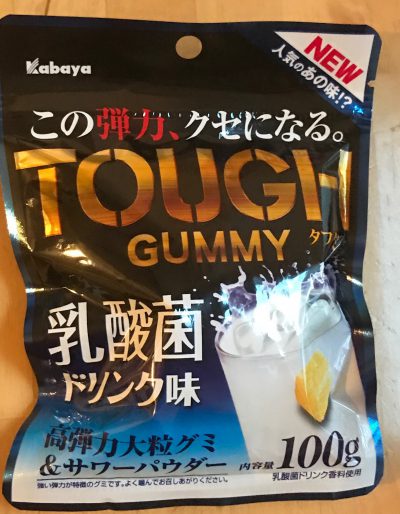 Kabaya
NEW
人気のあの味!?
この弾力、クセになる。
TOUGH
GUMMY
タフ
乳酸菌
ドリンク味
高弾力大粒グミ
&サワーパウダー
内容量 100g
強い弾力が特徴のグミです。よく噛んでお召しあがりください。
乳酸菌ドリンク香料使用